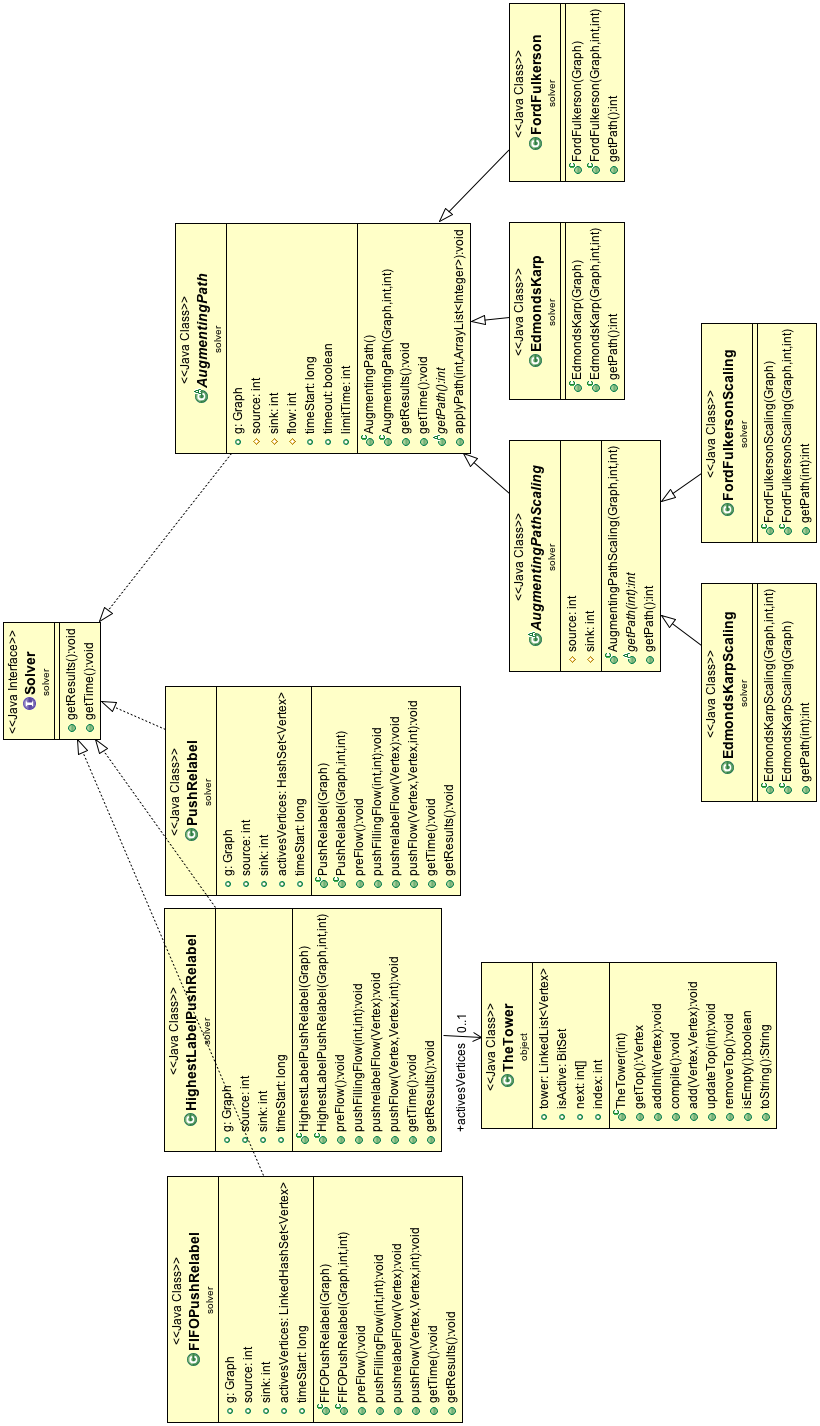 <<Java Interface>>
Solver
solver
getResults():void
getTime():void
<<Java Class>>
FIFOPushRelabel
solver
g: Graph
source: int
sink: int
activesVertices: LinkedHashSet<Vertex>
timeStart: long
FIFOPushRelabel(Graph)
FIFOPushRelabel(Graph,int,int)
preFlow():void
pushFillingFlow(int,int):void
pushrelabelFlow(Vertex):void
pushFlow(Vertex,Vertex,int):void
getTime():void
getResults():void
<<Java Class>>
HighestLabelPushRelabel
solver
g: Graph
source: int
sink: int
timeStart: long
HighestLabelPushRelabel(Graph)
HighestLabelPushRelabel(Graph,int,int)
preFlow():void
pushFillingFlow(int,int):void
pushrelabelFlow(Vertex):void
pushFlow(Vertex,Vertex,int):void
getTime():void
getResults():void
<<Java Class>>
PushRelabel
solver
g: Graph
source: int
sink: int
activesVertices: HashSet<Vertex>
timeStart: long
PushRelabel(Graph)
PushRelabel(Graph,int,int)
preFlow():void
pushFillingFlow(int,int):void
pushrelabelFlow(Vertex):void
pushFlow(Vertex,Vertex,int):void
getTime():void
getResults():void
<<Java Class>>
AugmentingPath
solver
g: Graph
source: int
sink: int
flow: int
timeStart: long
timeout: boolean
limitTime: int
AugmentingPath()
AugmentingPath(Graph,int,int)
getResults():void
getTime():void
getPath():int
applyPath(int,ArrayList<Integer>):void
+activesVertices 0..1
<<Java Class>>
TheTower
object
tower: LinkedList<Vertex>
isActive: BitSet
next: int[]
index: int
TheTower(int)
getTop():Vertex
addInit(Vertex):void
compile():void
add(Vertex,Vertex):void
updateTop(int):void
removeTop():void
isEmpty():boolean
toString():String
<<Java Class>>
AugmentingPathScaling
solver
source: int
sink: int
AugmentingPathScaling(Graph,int,int)
getPath(int):int
getPath():int
<<Java Class>>
EdmondsKarp
solver
EdmondsKarp(Graph)
EdmondsKarp(Graph,int,int)
getPath():int
<<Java Class>>
FordFulkerson
solver
FordFulkerson(Graph)
FordFulkerson(Graph,int,int)
getPath():int
<<Java Class>>
EdmondsKarpScaling
solver
EdmondsKarpScaling(Graph,int,int)
EdmondsKarpScaling(Graph)
getPath(int):int
<<Java Class>>
FordFulkersonScaling
solver
FordFulkersonScaling(Graph)
FordFulkersonScaling(Graph,int,int)
getPath(int):int